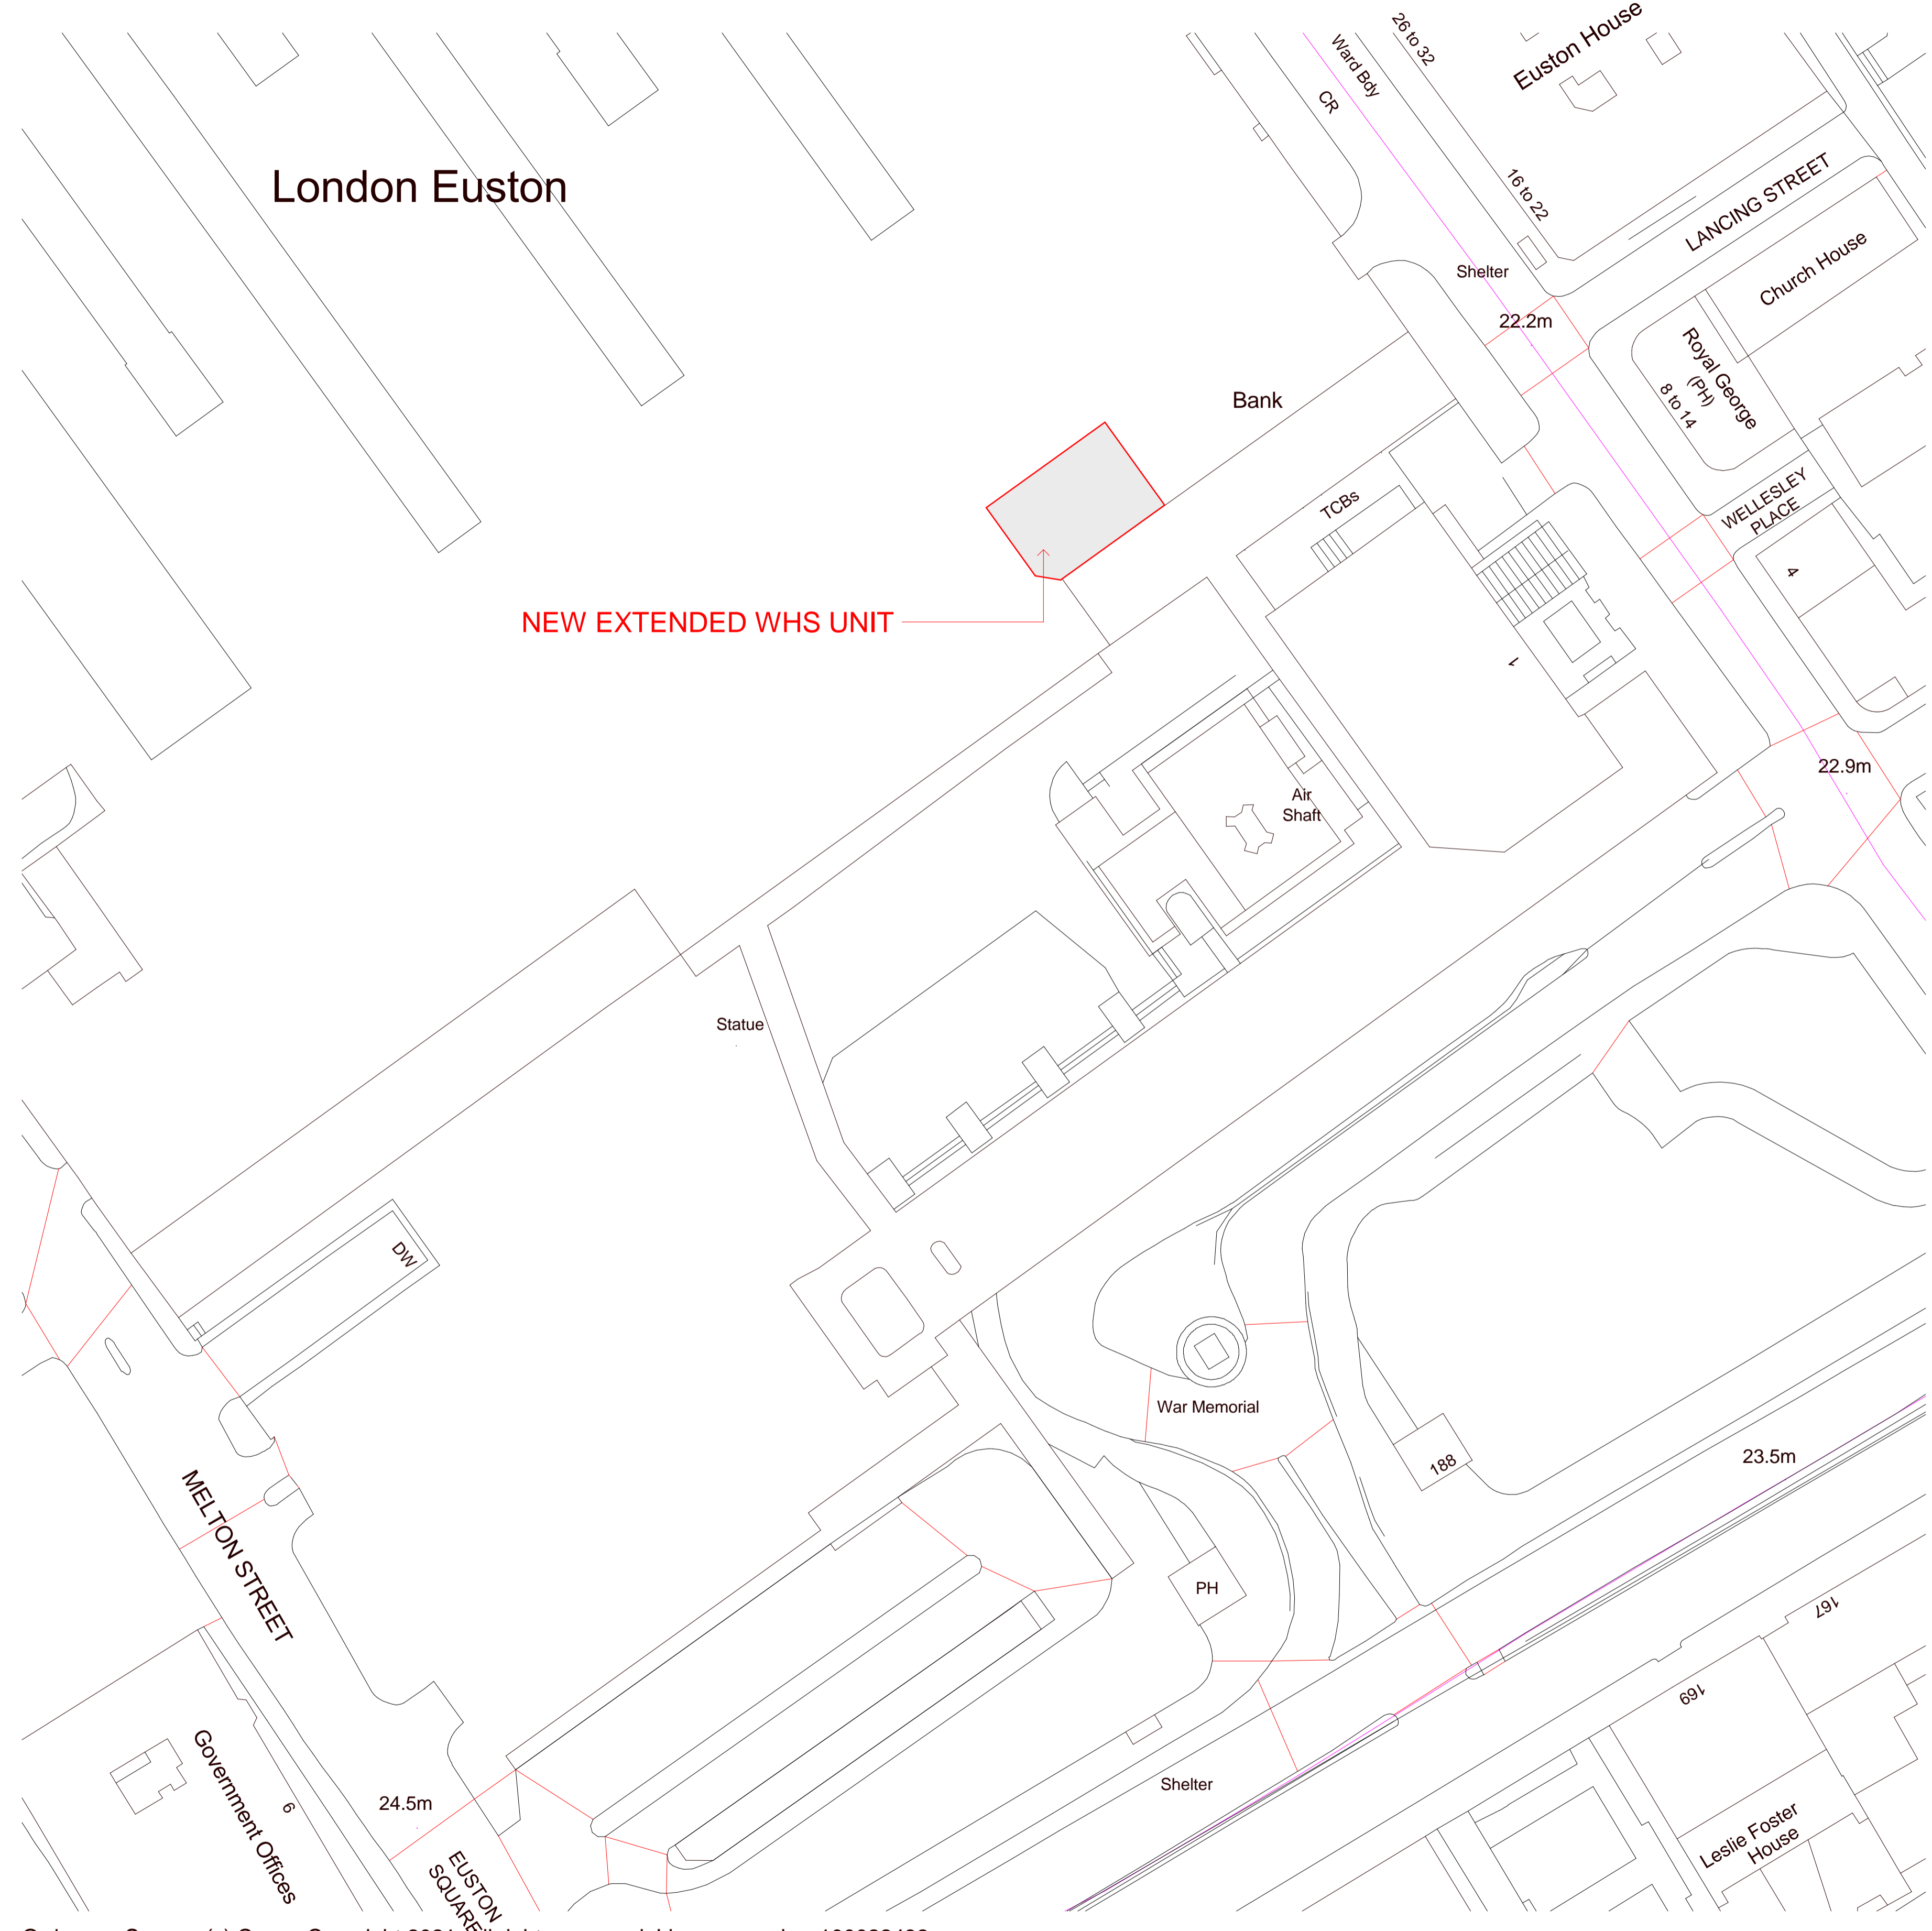 26 to 32
Euston House
Ward Bdy
CR
London Euston
16 to 22
LANCING STREET
Church House
Shelter
22.2m
Royal George
(PH)
8 to 14
Bank
TCBs
WELLESLEY
PLACE
4
NEW EXTENDED WHS UNIT
1
22.9m
Air
Shaft
Statue
DW
War Memorial
188
23.5m
MELTON STREET
PH
167
169
Government Offices
6
24.5m
Shelter
Leslie Foster
House
EUSTON
SQUARE